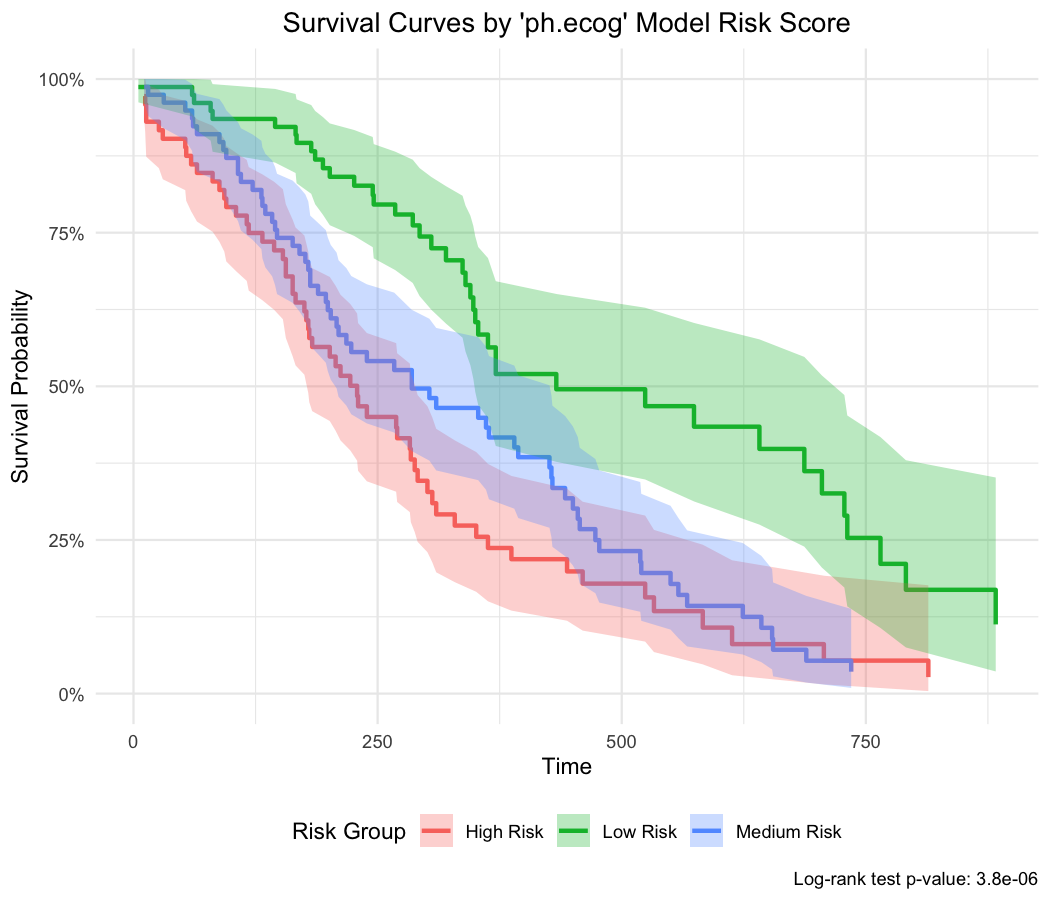 Survival Curves by 'ph.ecog' Model Risk Score
100%
75%
50%
25%
0%
Survival Probability
0 250 500 750
Time
Risk Group High Risk Low Risk Medium Risk
Log-rank test p-value: 3.8e-06